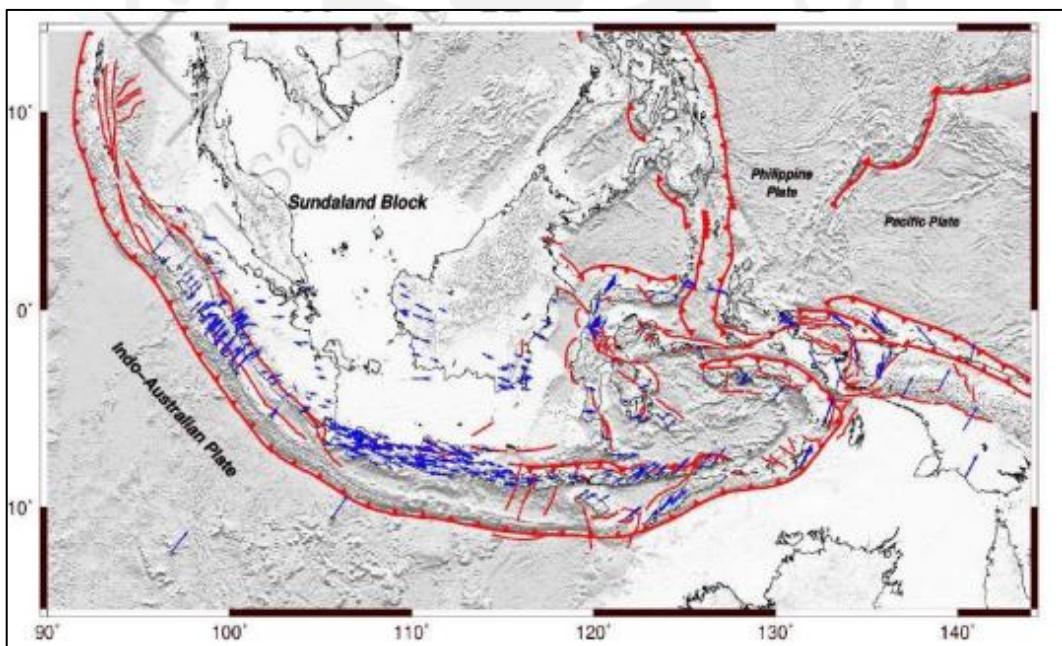 10°
Sundaland Block
Philippine
Plate
Pacific Plate
0°
Indo-Australian Plate
10°
90°
100°
110°
120°
130°
140°